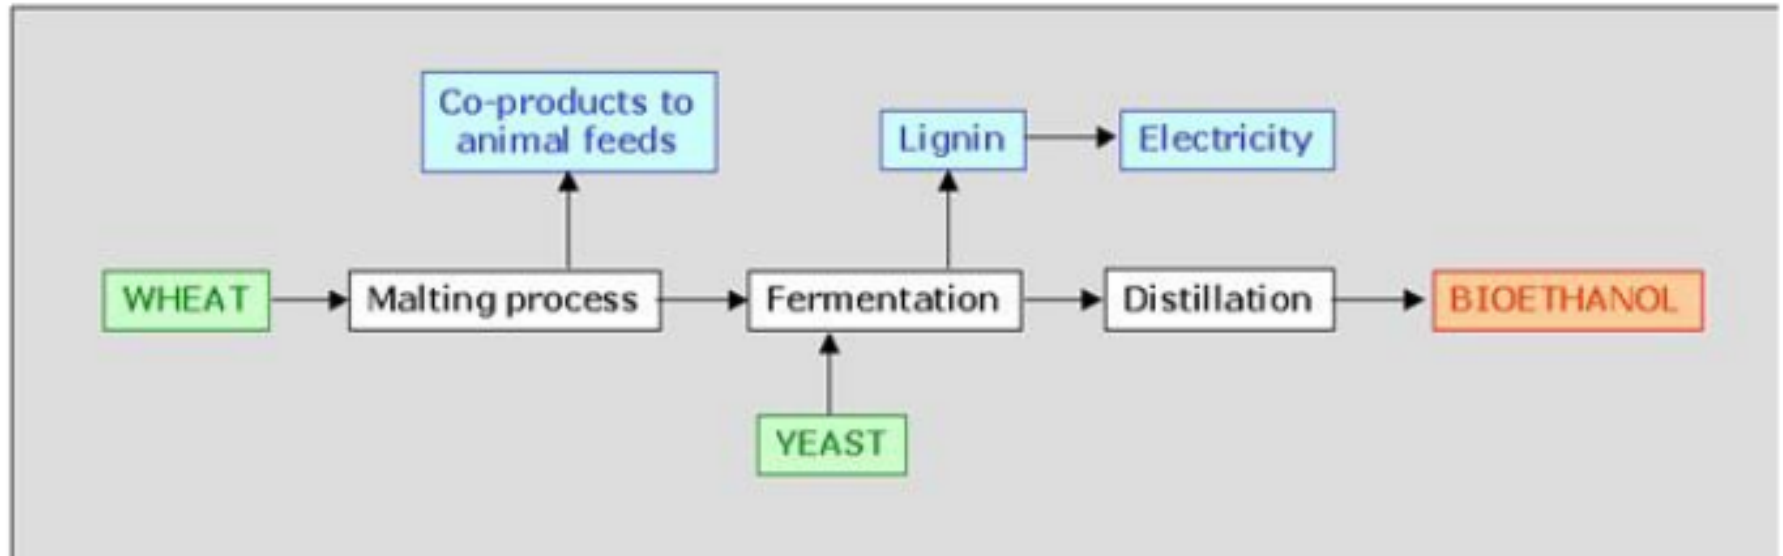 Co-products to
animal feeds
Lignin
Electricity
WHEAT
Malting process
Fermentation
Distillation
BIOETHANOL
YEAST